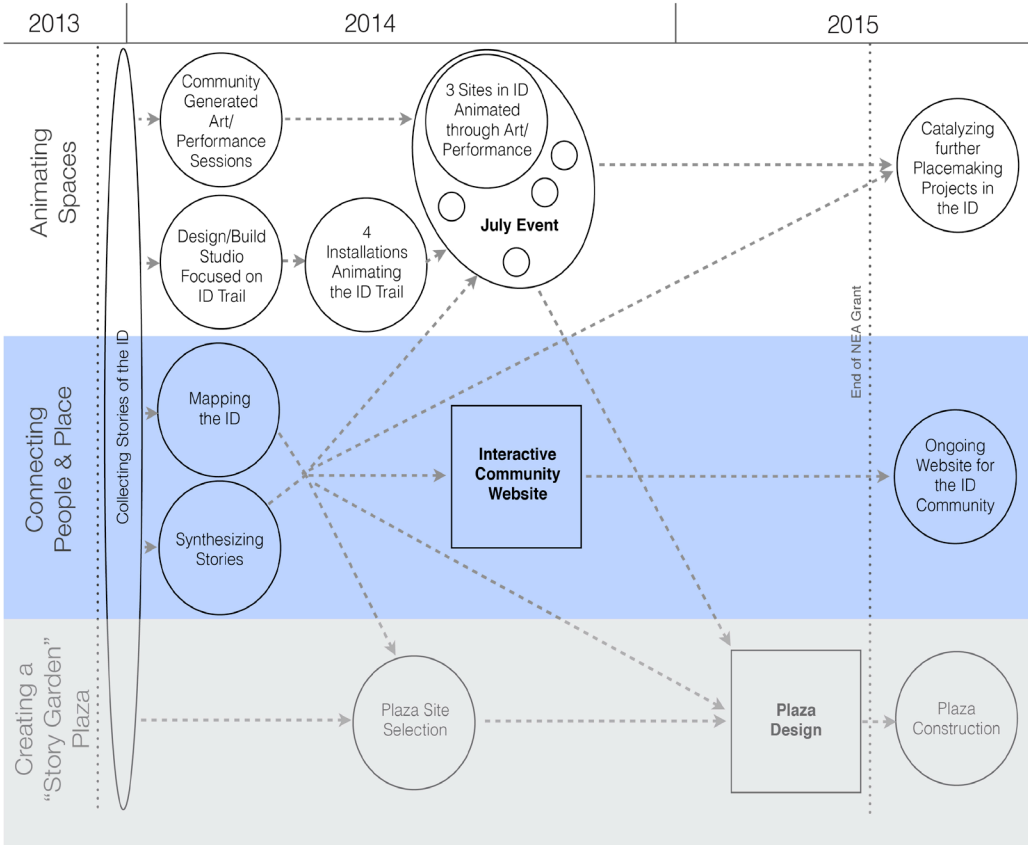 2013
2014
2015
Animating
Spaces
Community
Generated
Art/
Performance
Sessions
3 Sites in ID
Animated
through Art/
Performance
July Event
Catalyzing
further
Placemaking
Projects in
the ID
Design/Build
Studio
Focused on
ID Trail
4
Installations
Animating
the ID Trail
Collecting Stories of the ID
End of NEA Grant
Connecting
People & Place
Mapping
the ID
Synthesizing
Stories
Interactive
Community
Website
Ongoing
Website for
the ID
Community
Creating a
“Story Garden”
Plaza
Plaza Site
Selection
Plaza
Design
Plaza
Construction